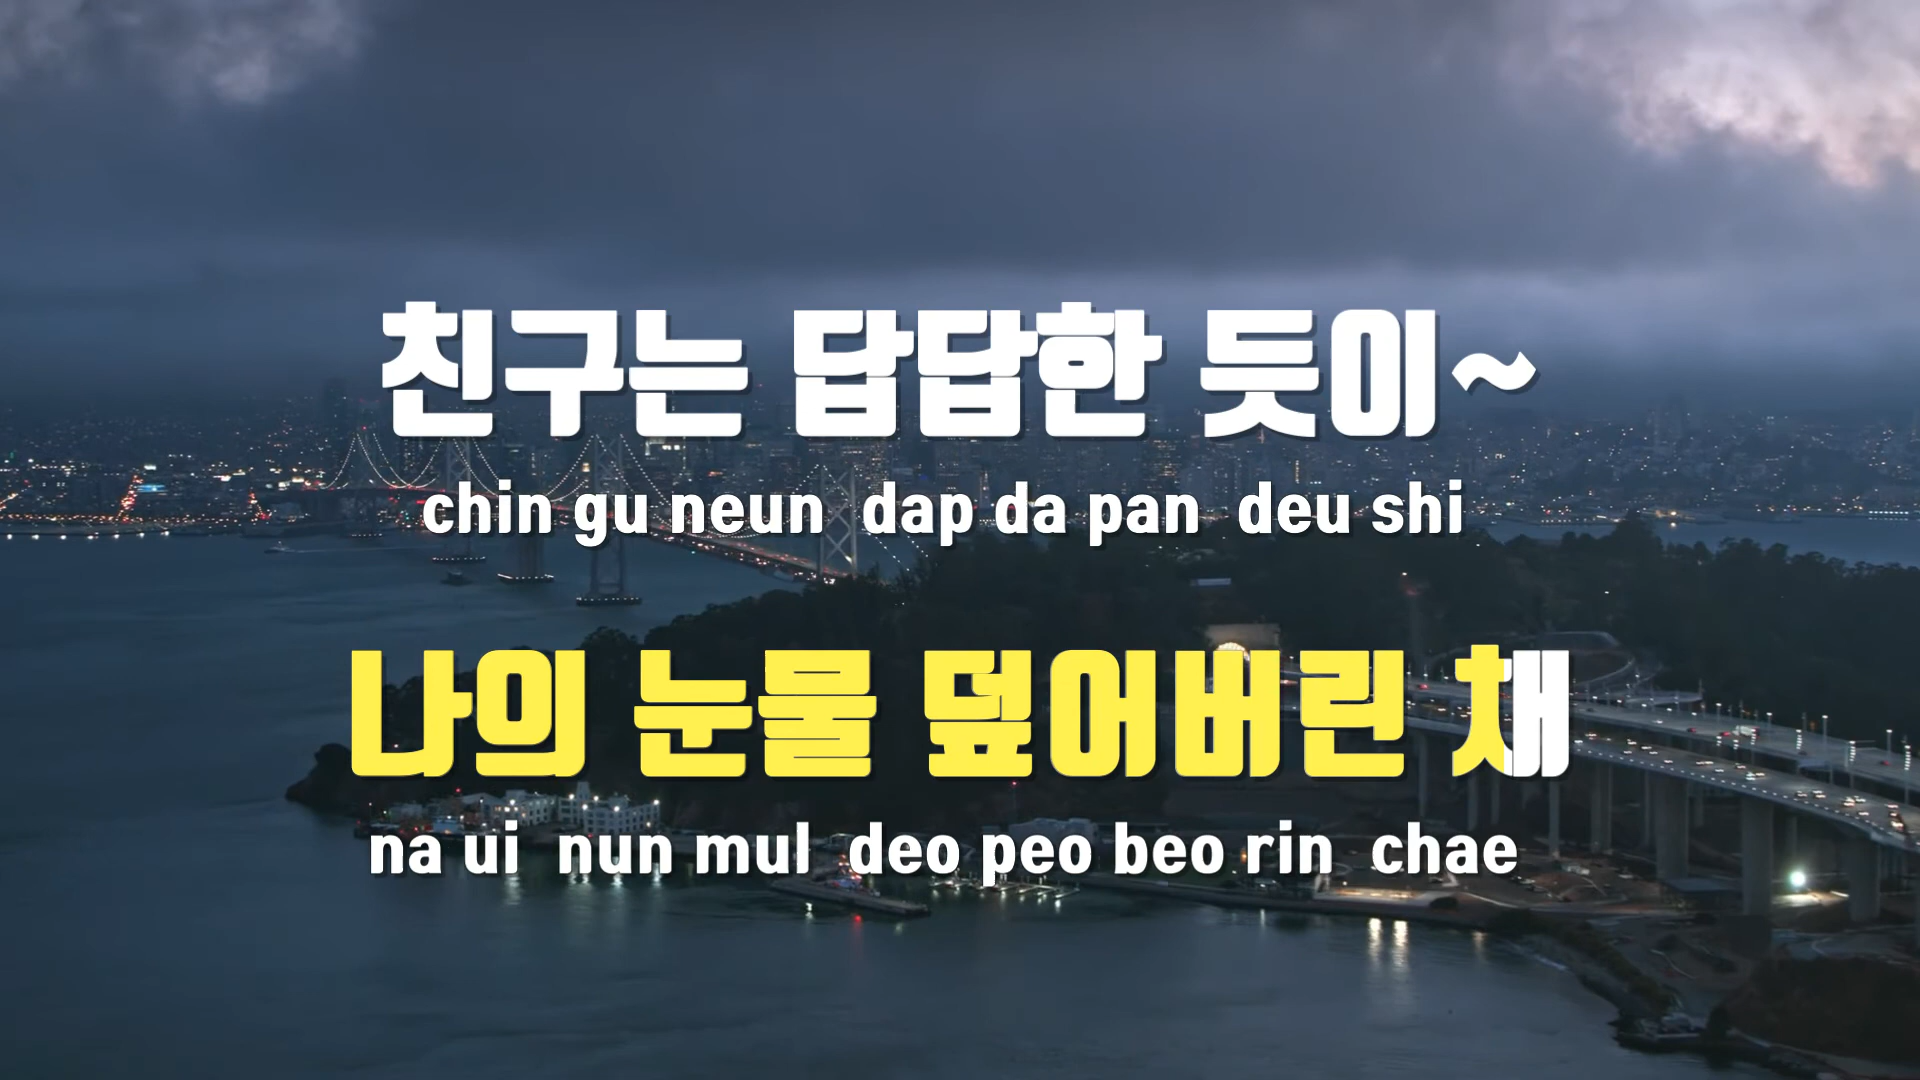 친구는 답답한 듯이~
chin gu neun dap da pan deu shi
나의 눈물 덮어버린 채
na ui nun mul deo peo beo rin chae